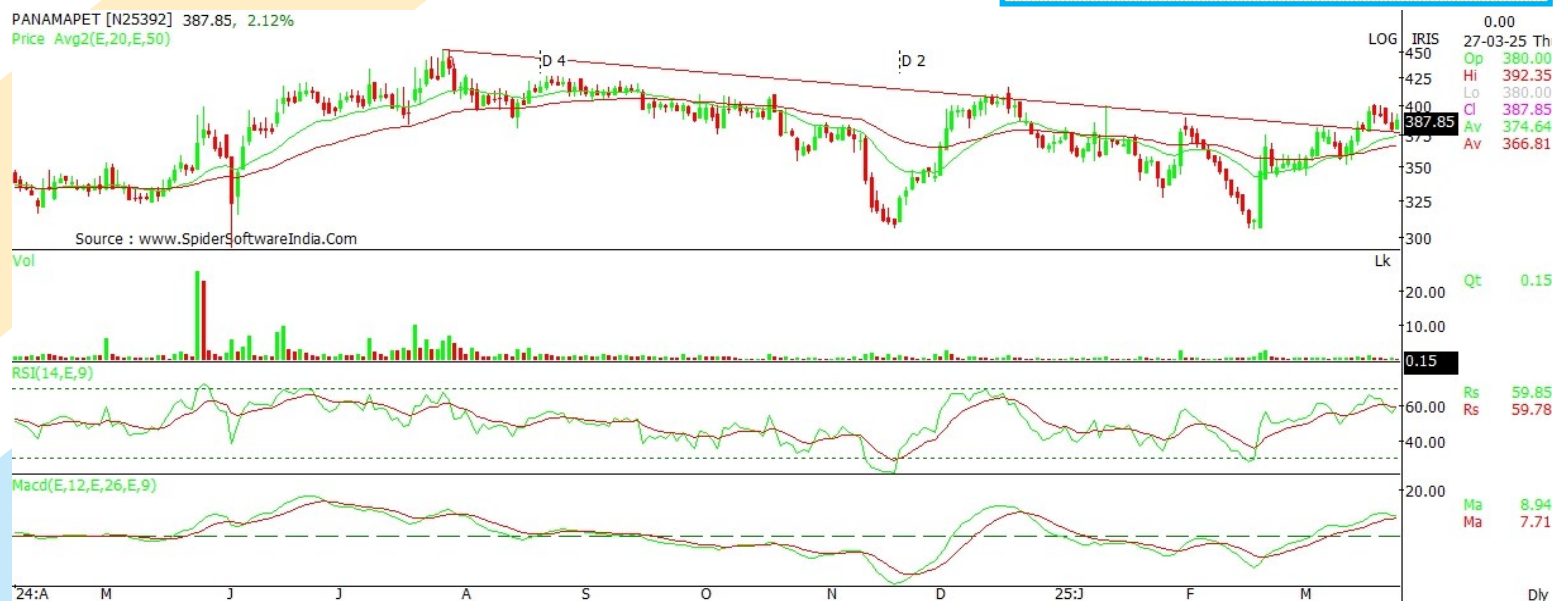 PANAMAPET [N25392] 387.85, 2.12%
Price Avg2(E,20,E,50)
D 4
D 2
LOG
IRIS
450
425
400
387.85
375
350
325
300
0.00
27-03-25 Th
Op 380.00
Hi 392.35
Lo 380.00
Cl 387.85
Av 374.64
Av 366.81
Source : www.SpiderSoftwareIndia.Com
Vol
Lk
20.00
10.00
0.15
Qt 0.15
RSI(14,E,9)
60.00
40.00
Rs 59.85
Rs 59.78
Macd(E,12,E,26,E,9)
20.00
Ma 8.94
Ma 7.71
24:A M J J A S O N D 25:J F M
Dly